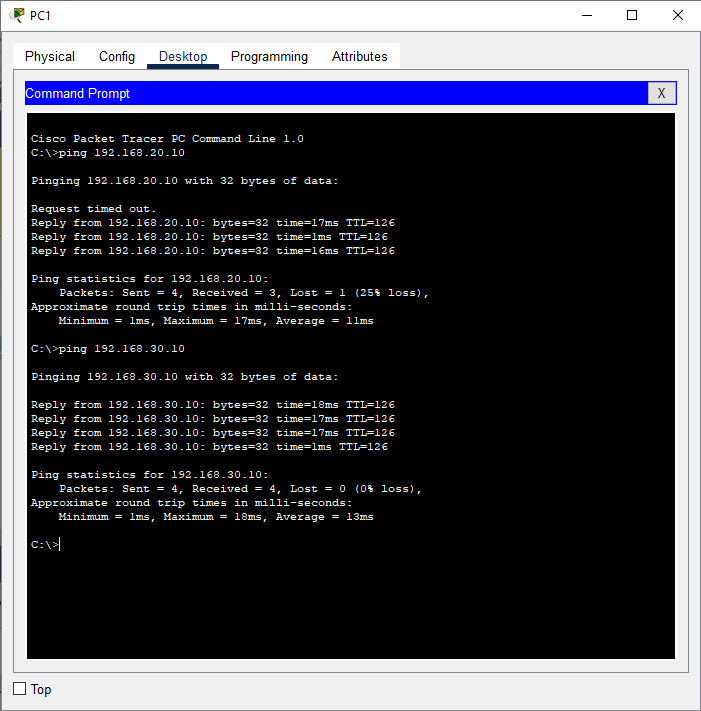 PC1
Physical Config Desktop Programming Attributes
Command Prompt X
Cisco Packet Tracer PC Command Line 1.0
C:\>ping 192.168.20.10
Pinging 192.168.20.10 with 32 bytes of data:
Request timed out.
Reply from 192.168.20.10: bytes=32 time=17ms TTL=126
Reply from 192.168.20.10: bytes=32 time=1ms TTL=126
Reply from 192.168.20.10: bytes=32 time=16ms TTL=126
Ping statistics for 192.168.20.10:
    Packets: Sent = 4, Received = 3, Lost = 1 (25% loss),
Approximate round trip times in milli-seconds:
    Minimum = 1ms, Maximum = 17ms, Average = 11ms
C:\>ping 192.168.30.10
Pinging 192.168.30.10 with 32 bytes of data:
Reply from 192.168.30.10: bytes=32 time=18ms TTL=126
Reply from 192.168.30.10: bytes=32 time=17ms TTL=126
Reply from 192.168.30.10: bytes=32 time=17ms TTL=126
Reply from 192.168.30.10: bytes=32 time=1ms TTL=126
Ping statistics for 192.168.30.10:
    Packets: Sent = 4, Received = 4, Lost = 0 (0% loss),
Approximate round trip times in milli-seconds:
    Minimum = 1ms, Maximum = 18ms, Average = 13ms
C:\>
Top